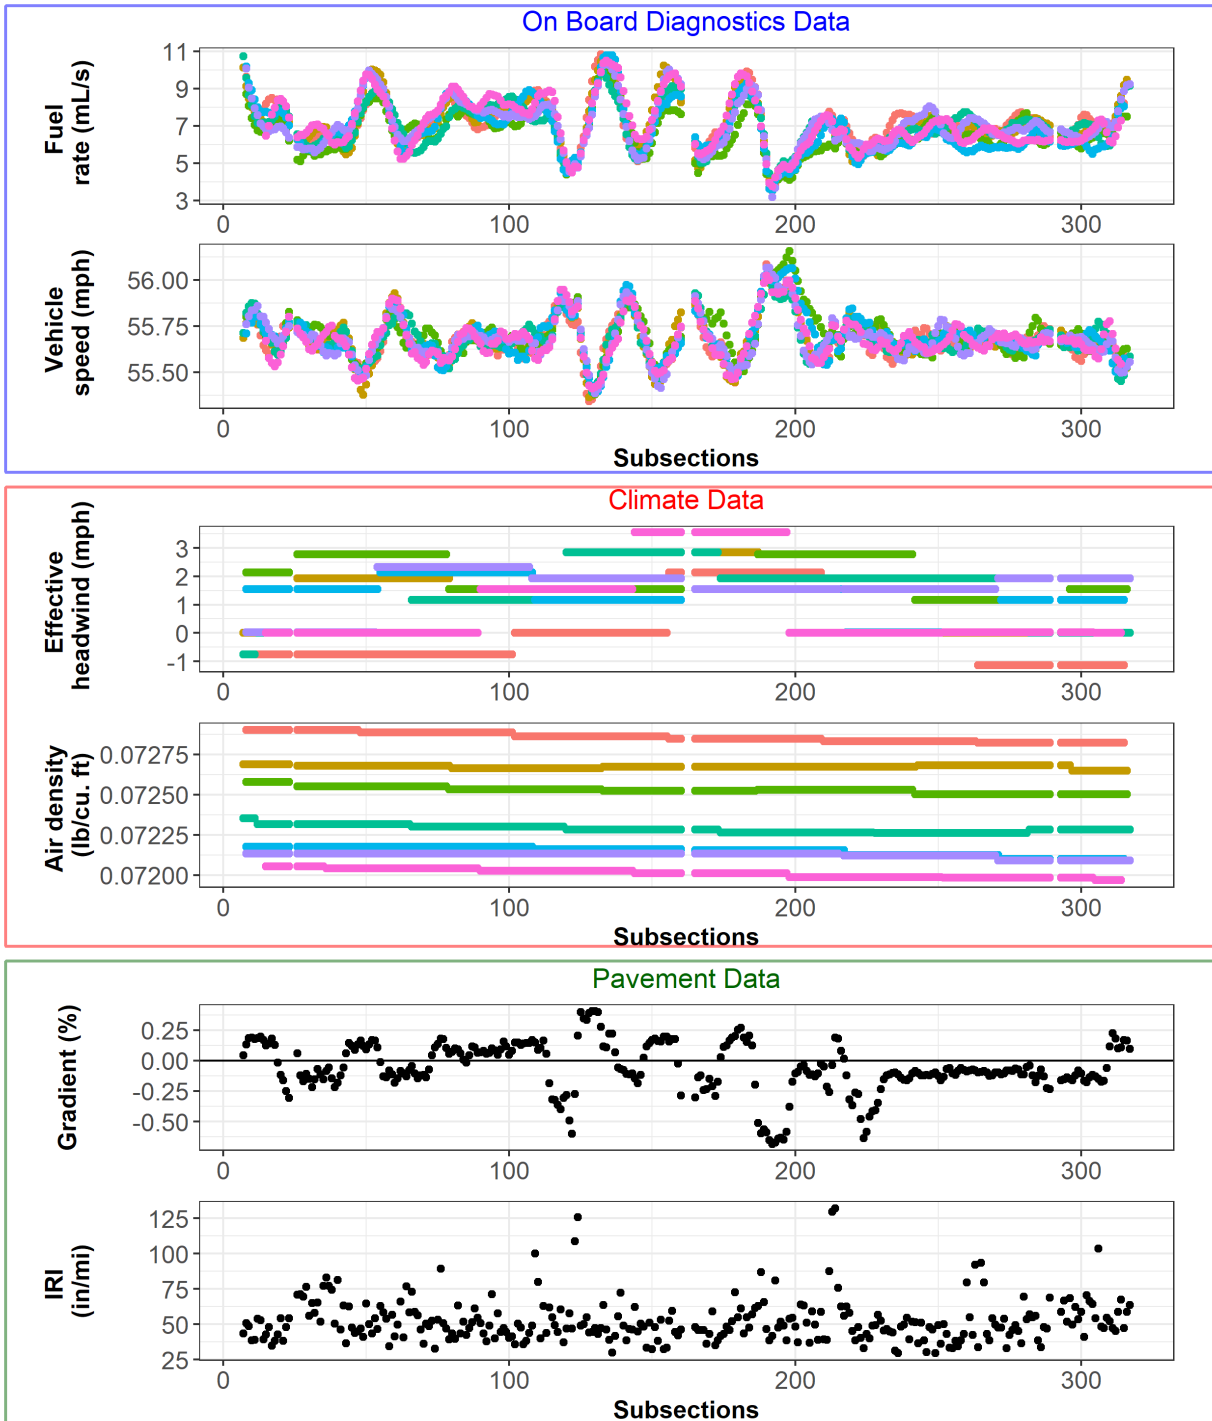 On Board Diagnostics Data
Fuel
rate (mL/s)
11
9
7
5
3
0 100 200 300
Vehicle
speed (mph)
56.00
55.75
55.50
0 100 200 300
Subsections
Climate Data
Effective
headwind (mph)
3
2
1
0
-1
0 100 200 300
Air density
(lb/cu. ft)
0.07275
0.07250
0.07225
0.07200
0 100 200 300
Subsections
Pavement Data
Gradient (%)
0.25
0.00
-0.25
-0.50
0 100 200 300
IRI
(in/mi)
125
100
75
50
25
0 100 200 300
Subsections